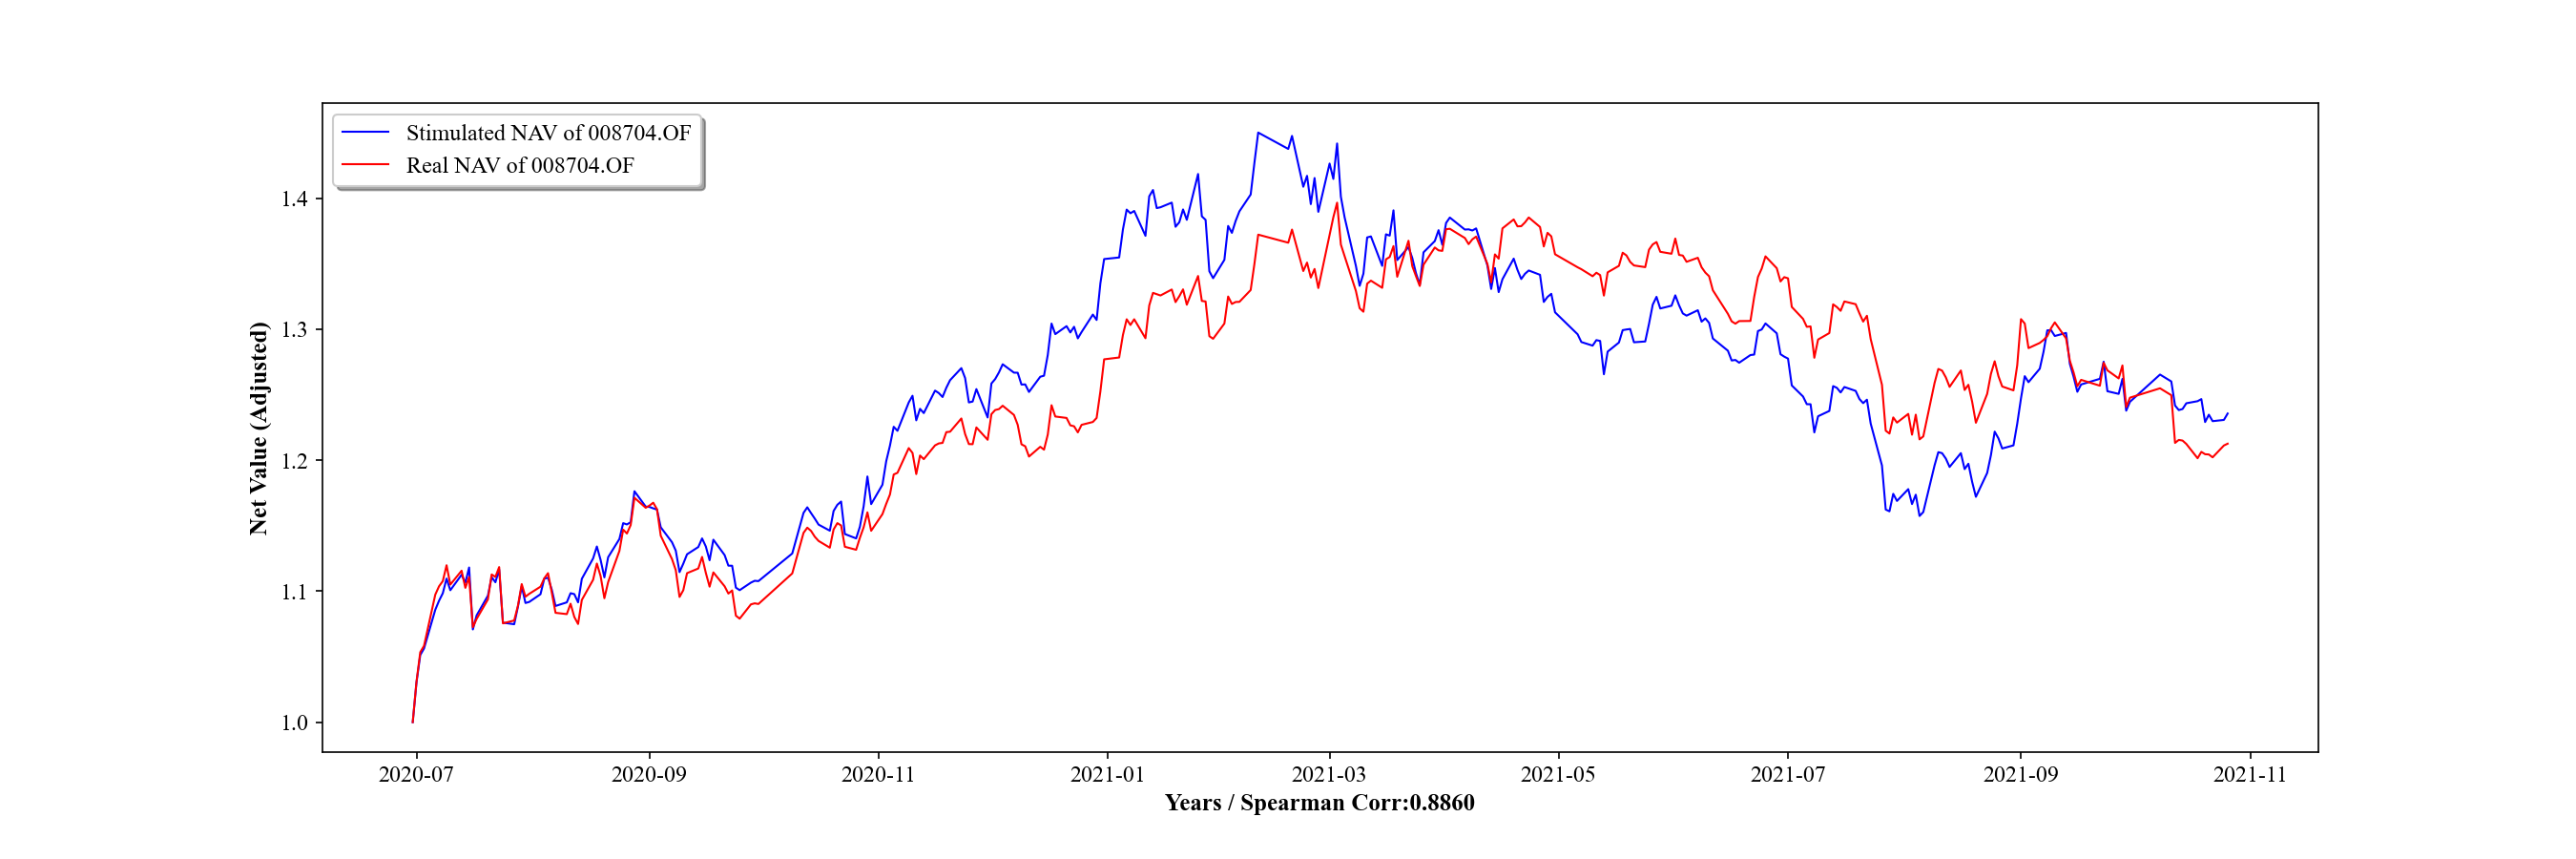 Stimulated NAV of 008704.OF
Real NAV of 008704.OF
Net Value (Adjusted)
1.4
1.3
1.2
1.1
1.0
2020-07 2020-09 2020-11 2021-01 2021-03 2021-05 2021-07 2021-09 2021-11
Years / Spearman Corr:0.8860